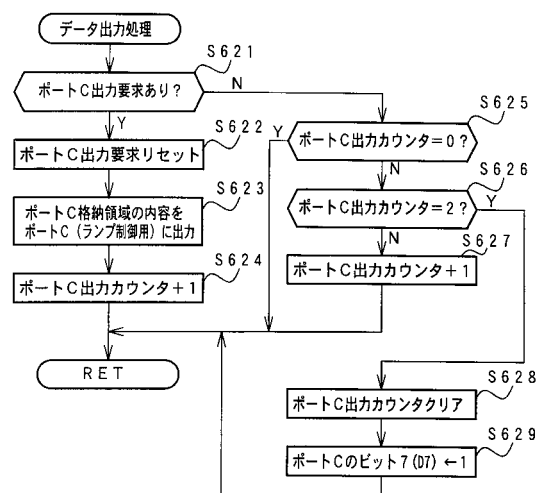 データ出力処理
S621
ポートC出力要求あり?
N
Y
S622
ポートC出力要求リセット
S623
ポートC格納領域の内容を
ポートC(ランプ制御用)に出力
S624
ポートC出力カウンタ+1
RET
S625
ポートC出力カウンタ=0?
Y
N
S626
ポートC出力カウンタ=2?
Y
N
S627
ポートC出力カウンタ+1
S628
ポートC出力カウンタクリア
S629
ポートCのビット7(D7)←1